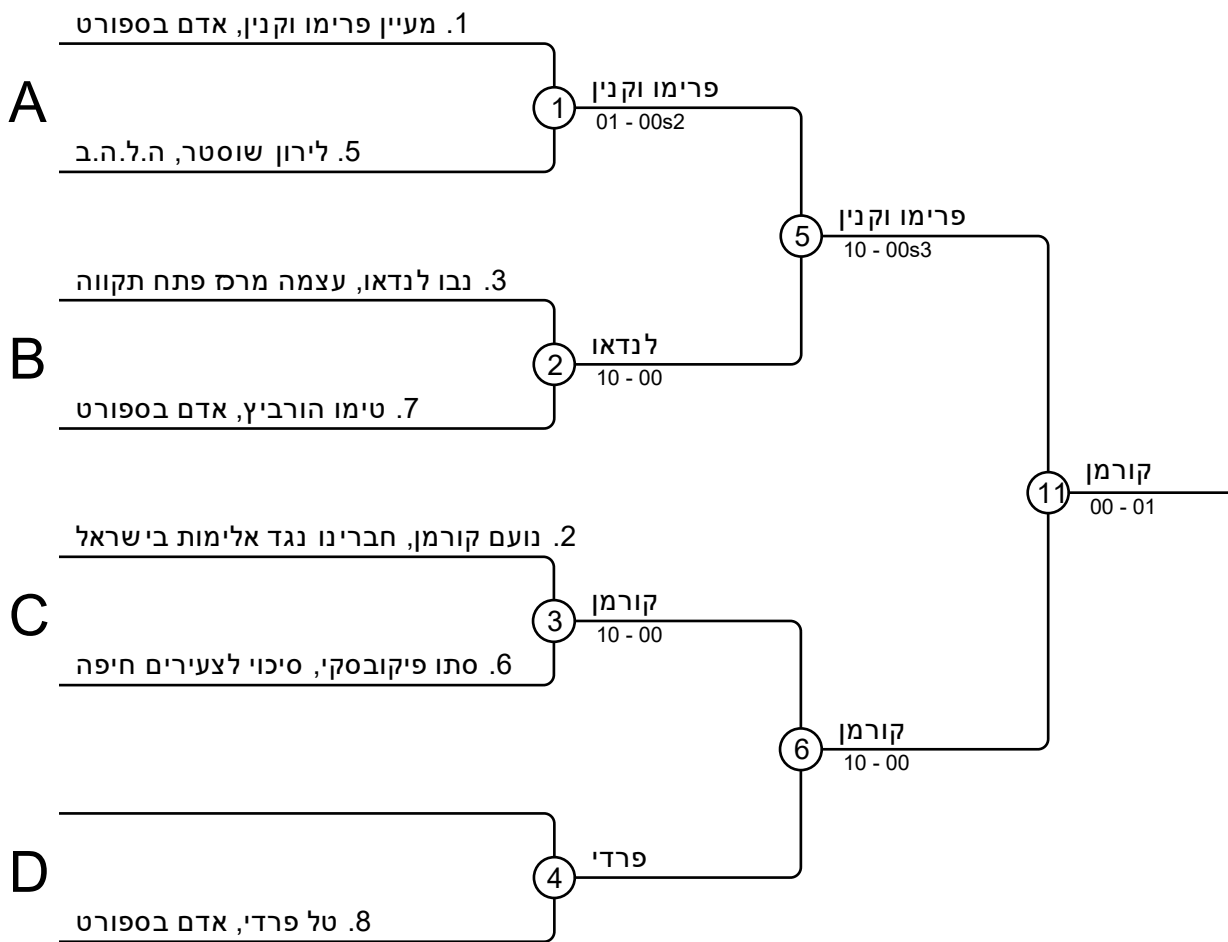 1. מעיין פרימו וקנין, אדם בספורט
A
1
פרימו וקנין
01 - 00s2
5. לירון שוסטר, ה.ל.ה.ב
5
פרימו וקנין
10 - 00s3
3. נבו לנדאו, עצמה מרכז פתח תקווה
B
2
לנדאו
10 - 00
7. טימו הורביץ, אדם בספורט
11
קורמן
00 - 01
2. נועם קורמן, חברינו נגד אלימות בישראל
C
3
קורמן
10 - 00
6. סתו פיקובסקי, סיכוי לצעירים חיפה
6
קורמן
10 - 00
D
4
פרדי
8. טל פרדי, אדם בספורט